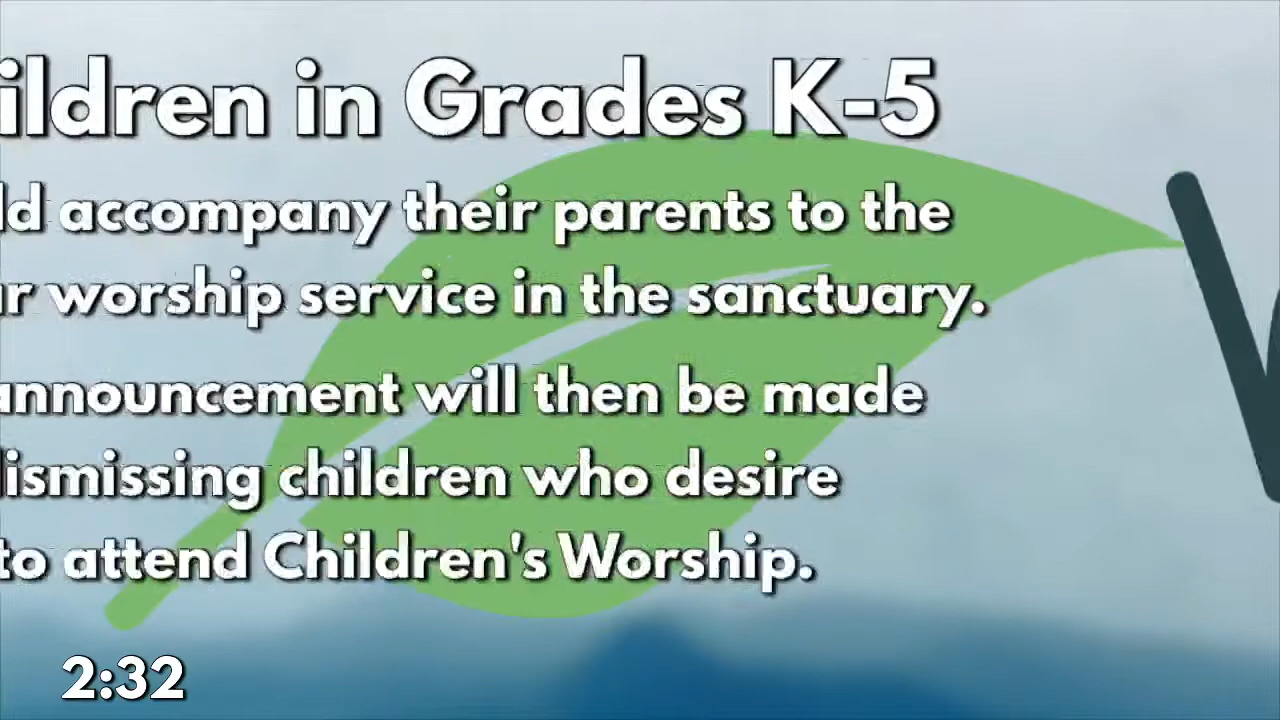 ildren in Grades K-5
ld accompany their parents to the
r worship service in the sanctuary.
announcement will then be made
ismissing children who desire
to attend Children's Worship.
2:32